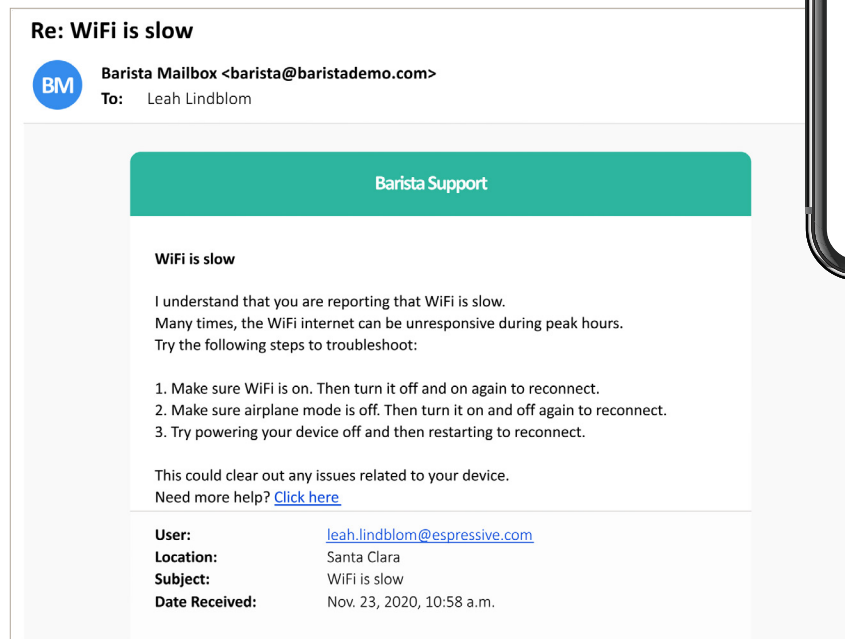 Re: WiFi is slow
BM
Barista Mailbox <barista@baristademo.com>
To: Leah Lindblom
Barista Support
WiFi is slow
I understand that you are reporting that WiFi is slow.
Many times, the WiFi internet can be unresponsive during peak hours.
Try the following steps to troubleshoot:
1. Make sure WiFi is on. Then turn it off and on again to reconnect.
2. Make sure airplane mode is off. Then turn it on and off again to reconnect.
3. Try powering your device off and then restarting to reconnect.
This could clear out any issues related to your device.
Need more help? Click here
User: leah.lindblom@espressive.com
Location: Santa Clara
Subject: WiFi is slow
Date Received: Nov. 23, 2020, 10:58 a.m.